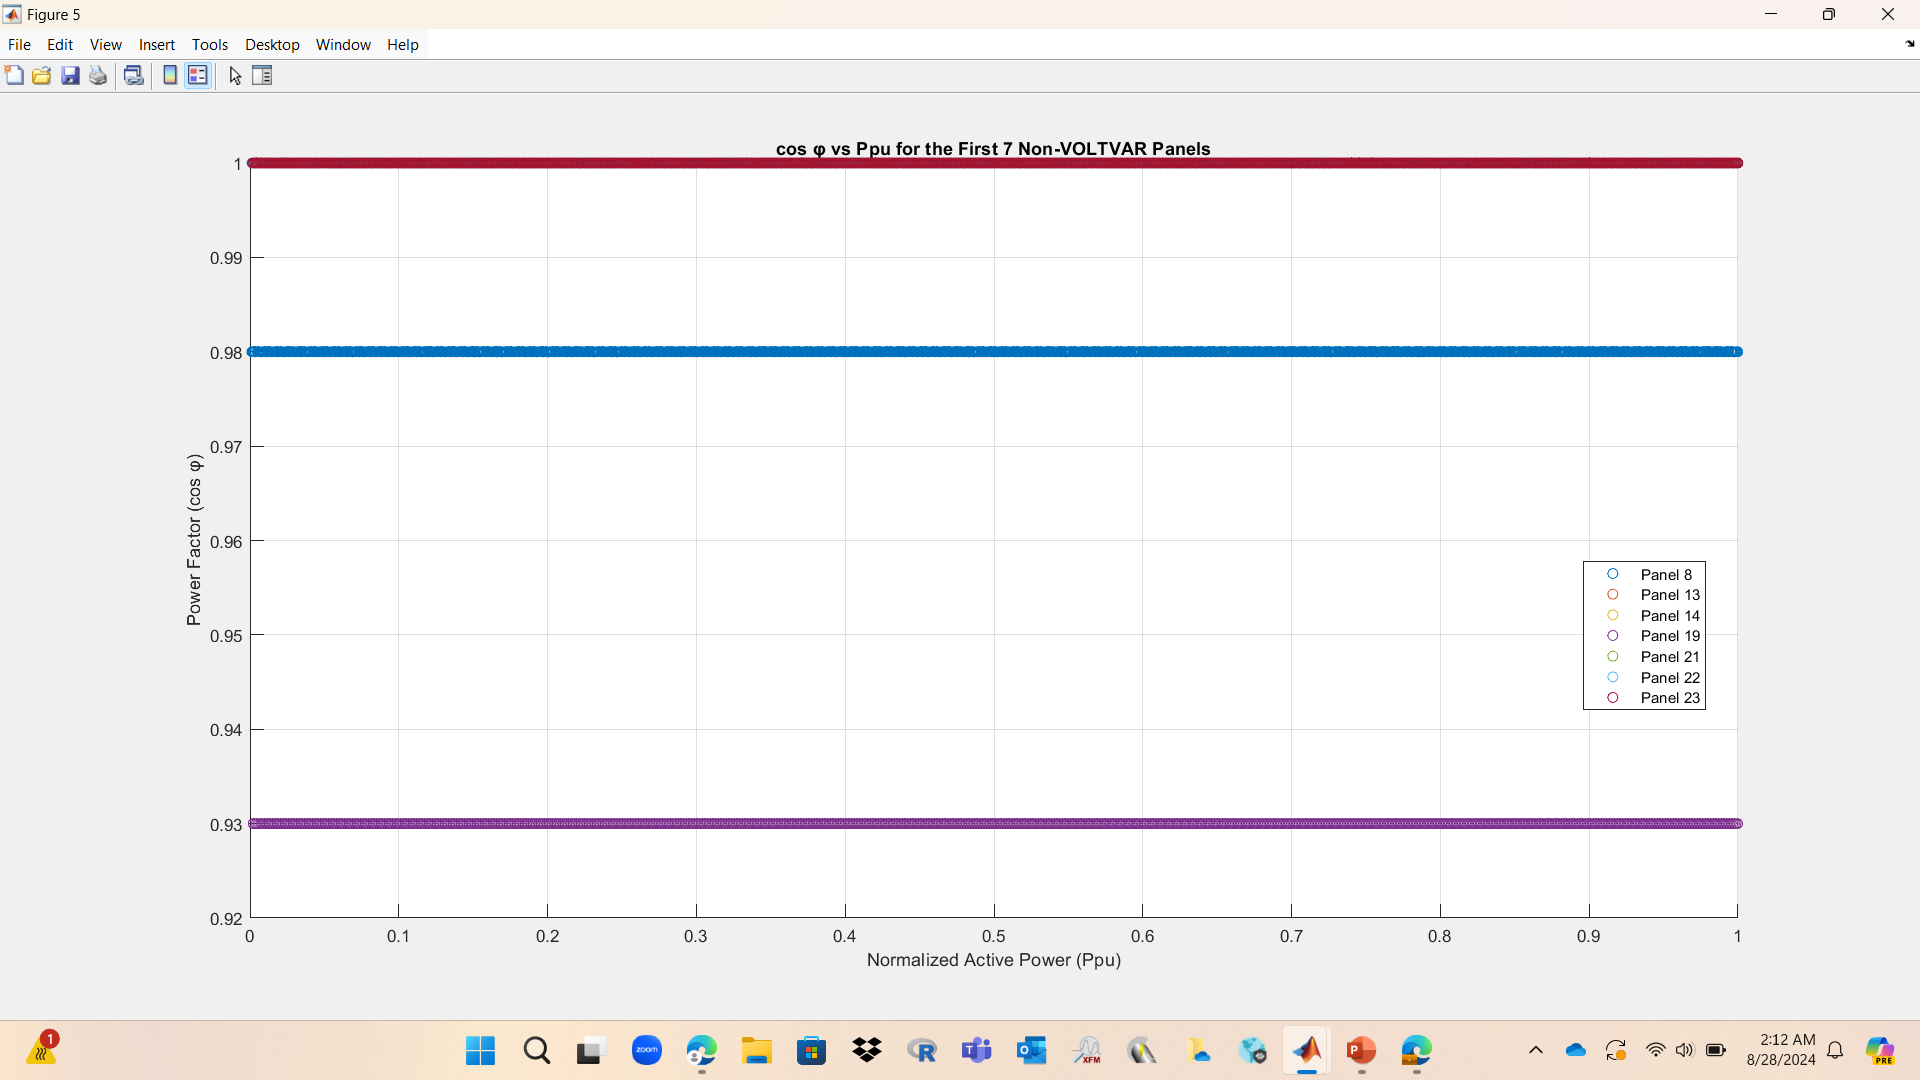 Figure 5
File Edit View Insert Tools Desktop Window Help
cos φ vs Ppu for the First 7 Non-VOLTVAR Panels
1
0.99
0.98
0.97
0.96
0.95
0.94
0.93
0.92
Power Factor (cos φ)
Panel 8
Panel 13
Panel 14
Panel 19
Panel 21
Panel 22
Panel 23
0 0.1 0.2 0.3 0.4 0.5 0.6 0.7 0.8 0.9 1
Normalized Active Power (Ppu)
1
zoom
R
T
O
XFM
P
PRE
2:12 AM
8/28/2024